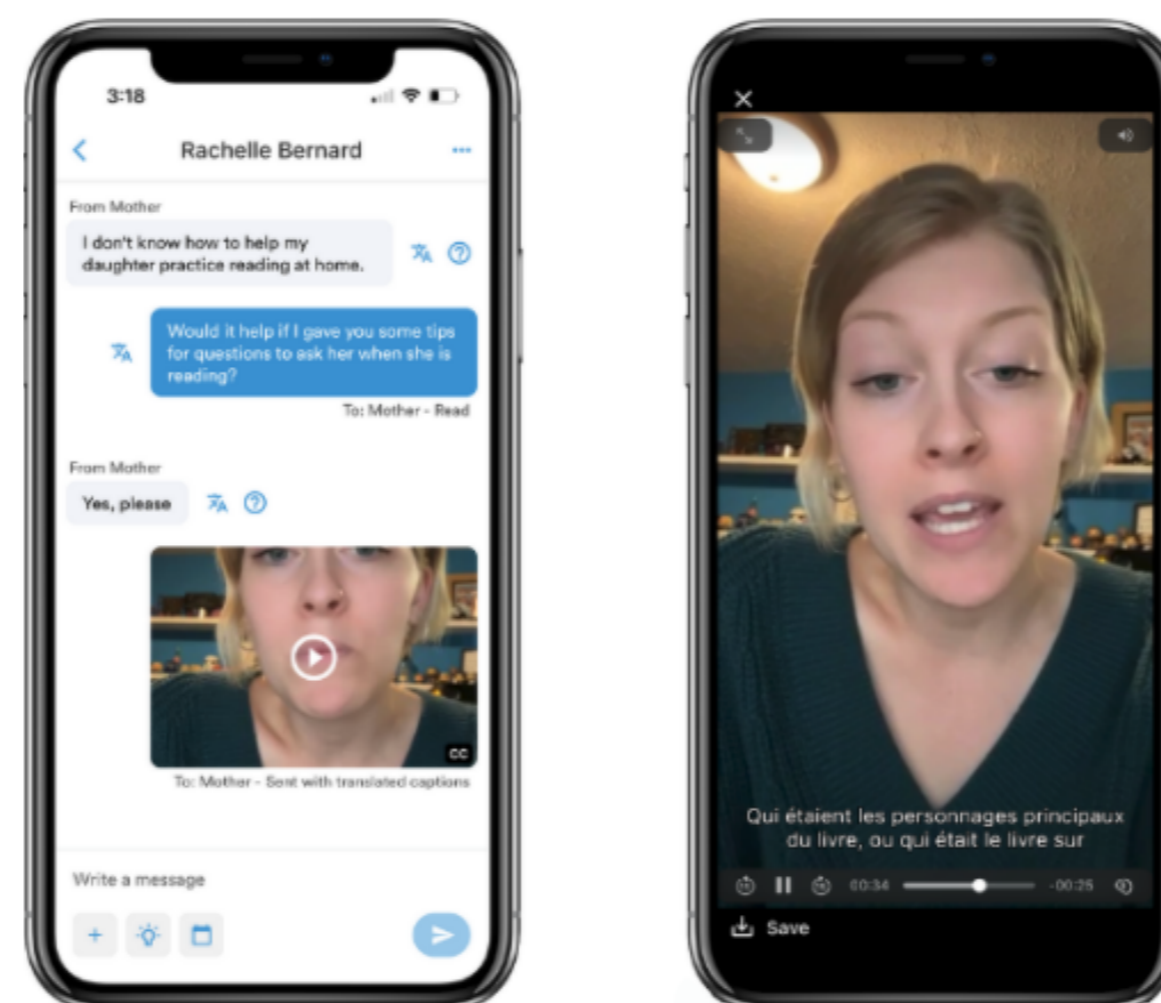 3:18
Rachelle Bernard
From Mother
I don't know how to help my
daughter practice reading at home.
Would it help if I gave you some tips
for questions to ask her when she is
reading?
To: Mother - Read
From Mother
Yes, please
CC
To: Mother - Sent with translated captions
Write a message
Qui étaient les personnages principaux
du livre, ou qui était le livre sur
00:34
-00:25
Save